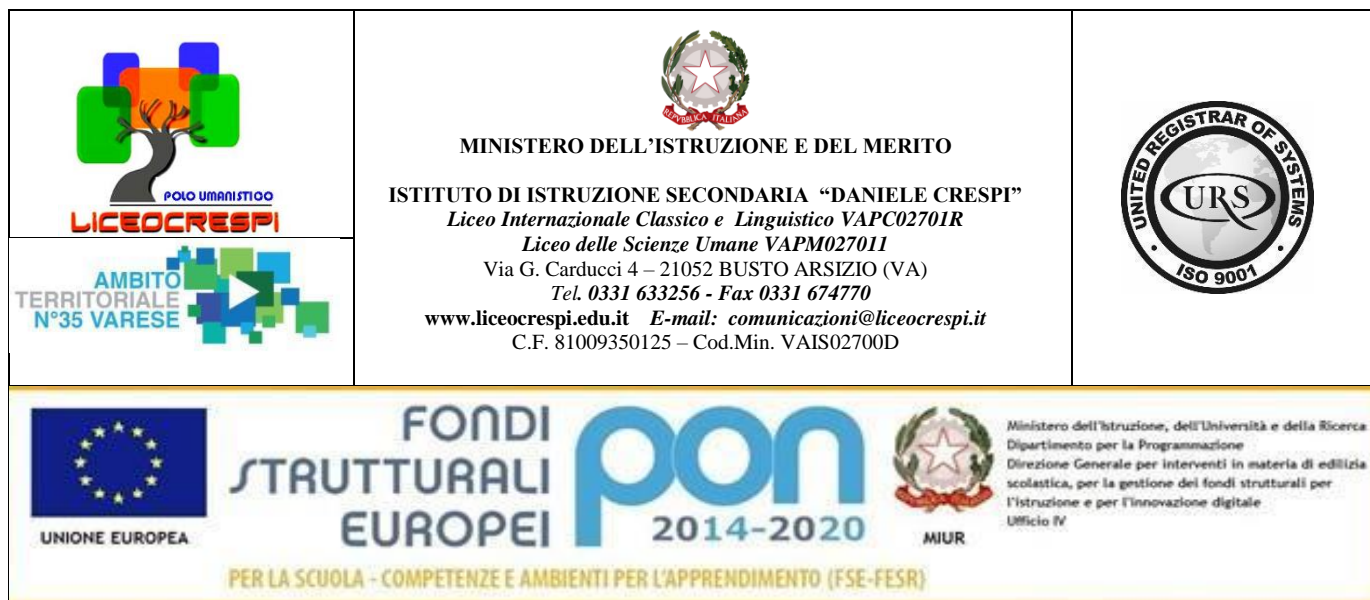 POLO UMANISTICO
LICEOCRESPI
AMBITO
TERRITORIALE
N°35 VARESE
REPVBBLICA ITALIANA
MINISTERO DELL’ISTRUZIONE E DEL MERITO
ISTITUTO DI ISTRUZIONE SECONDARIA “DANIELE CRESPI”
Liceo Internazionale Classico e Linguistico VAPC02701R
Liceo delle Scienze Umane VAPM027011
Via G. Carducci 4 – 21052 BUSTO ARSIZIO (VA)
Tel. 0331 633256 - Fax 0331 674770
www.liceocrespi.edu.it E-mail: comunicazioni@liceocrespi.it
C.F. 81009350125 – Cod.Min. VAIS02700D
UNITED REGISTRAR OF SYSTEMS
URS
ISO 9001
UNIONE EUROPEA
FONDI
STRUTTURALI
EUROPEI
pon
2014-2020
MIUR
Ministero dell'Istruzione, dell'Università e della Ricerca
Dipartimento per la Programmazione
Direzione Generale per interventi in materia di edilizia
scolastica, per la gestione dei fondi strutturali per
l'istruzione e per l'innovazione digitale
Ufficio IV
PER LA SCUOLA - COMPETENZE E AMBIENTI PER L'APPRENDIMENTO (FSE-FESR)